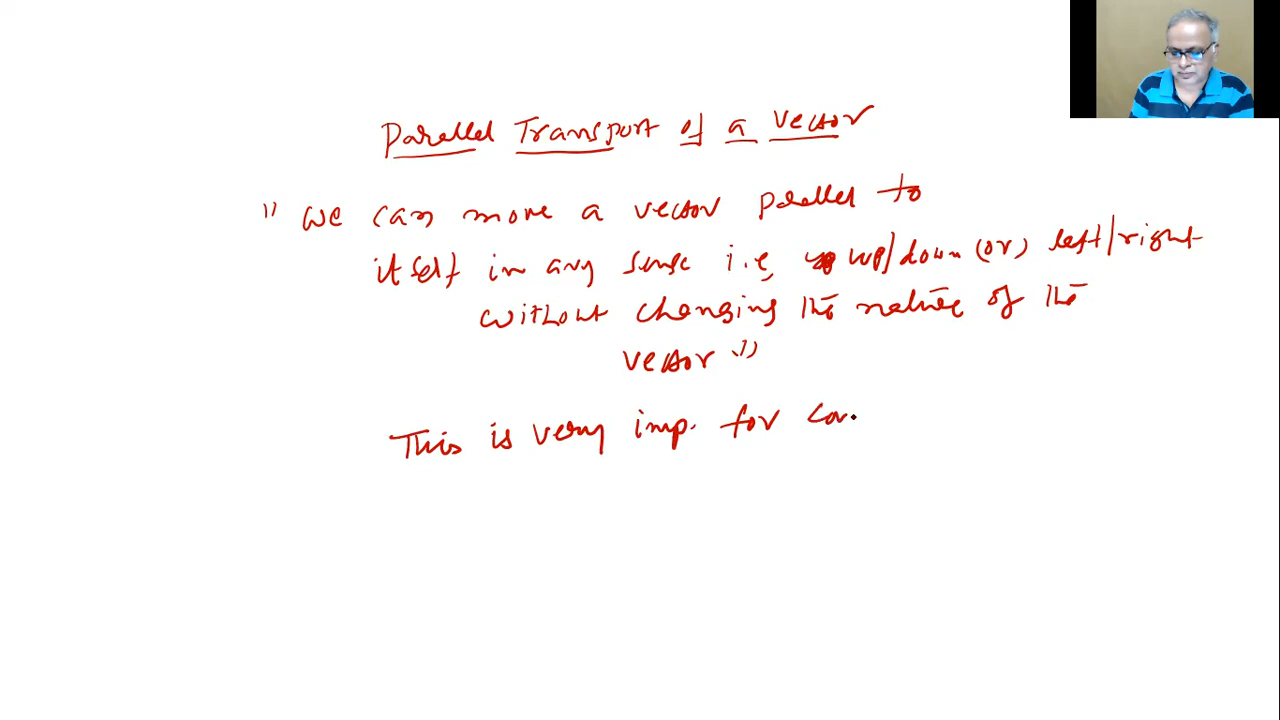 Parallel Transport of a vector
" We can move a vector parallel to
itself in any sense i.e, up/down (or) left/right
without changing the nature of the
vector."
This is very imp. for con